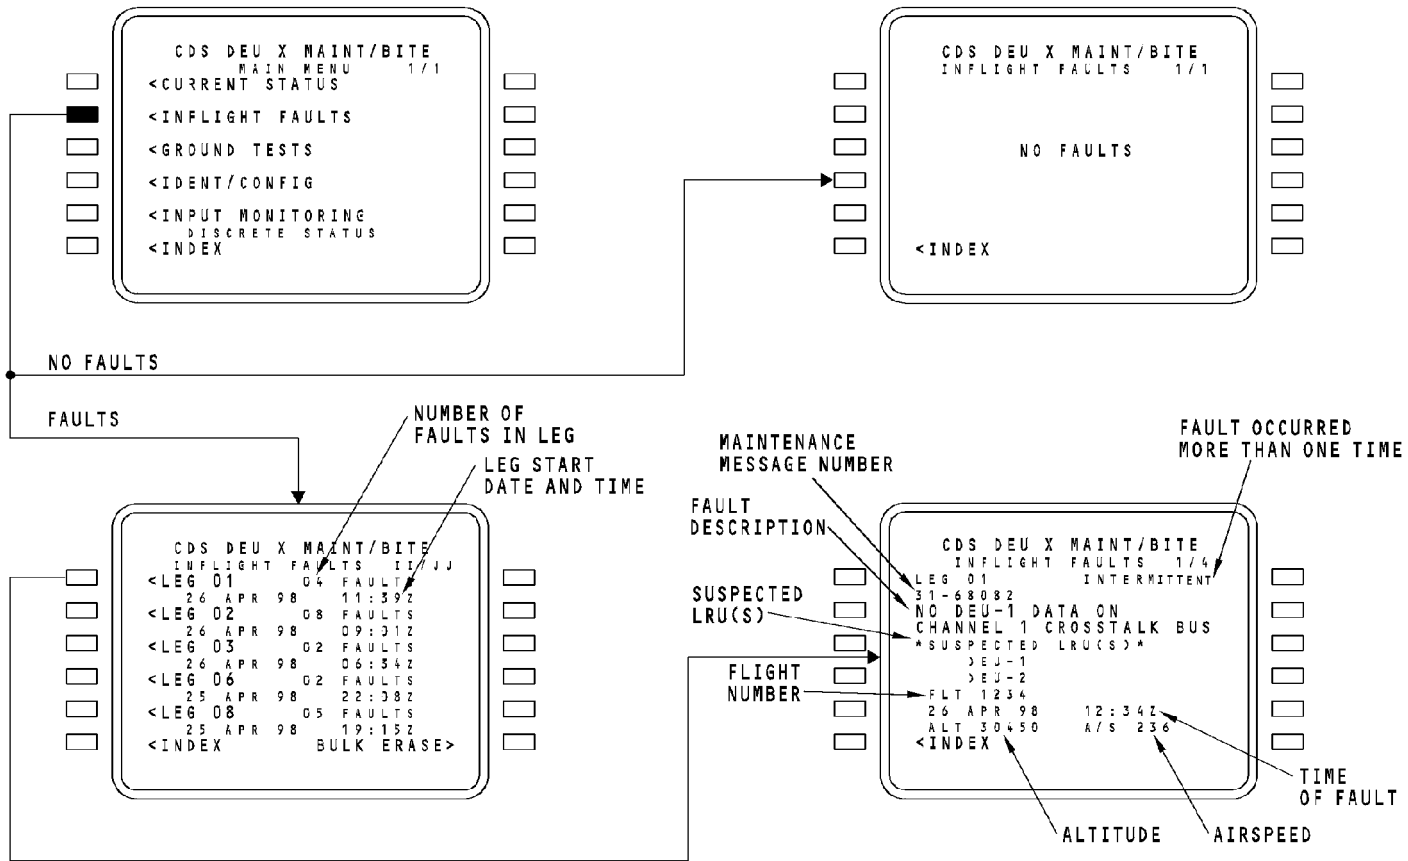 CDS DEU X MAINT/BITE
MAIN MENU 1/1
<CURRENT STATUS
<INFLIGHT FAULTS
<GROUND TESTS
<IDENT/CONFIG
<INPUT MONITORING
DISCRETE STATUS
<INDEX
CDS DEU X MAINT/BITE
INFLIGHT FAULTS 1/1
NO FAULTS
<INDEX
NO FAULTS
FAULTS
NUMBER OF
FAULTS IN LEG
LEG START
DATE AND TIME
CDS DEU X MAINT/BITE
INFLIGHT FAULTS II/JJ
<LEG 01 04 FAULT
26 APR 98 11:39Z
<LEG 02 08 FAULTS
26 APR 98 09:01Z
<LEG 03 02 FAULTS
26 APR 98 06:54Z
<LEG 06 02 FAULTS
25 APR 98 22:08Z
<LEG 08 05 FAULTS
25 APR 98 19:15Z
<INDEX BULK ERASE>
MAINTENANCE
MESSAGE NUMBER
FAULT
DESCRIPTION
SUSPECTED
LRU(S)
FLIGHT
NUMBER
FAULT OCCURRED
MORE THAN ONE TIME
CDS DEU X MAINT/BITE
INFLIGHT FAULTS 1/4
LEG 01 INTERMITTENT
31-68082
NO DEU-1 DATA ON
CHANNEL 1 CROSSTALK BUS
*SUSPECTED LRU(S)*
DEU-1
DEU-2
FLT 1234
26 APR 98 12:34Z
ALT 30450 A/S 236
<INDEX
TIME
OF FAULT
ALTITUDE
AIRSPEED